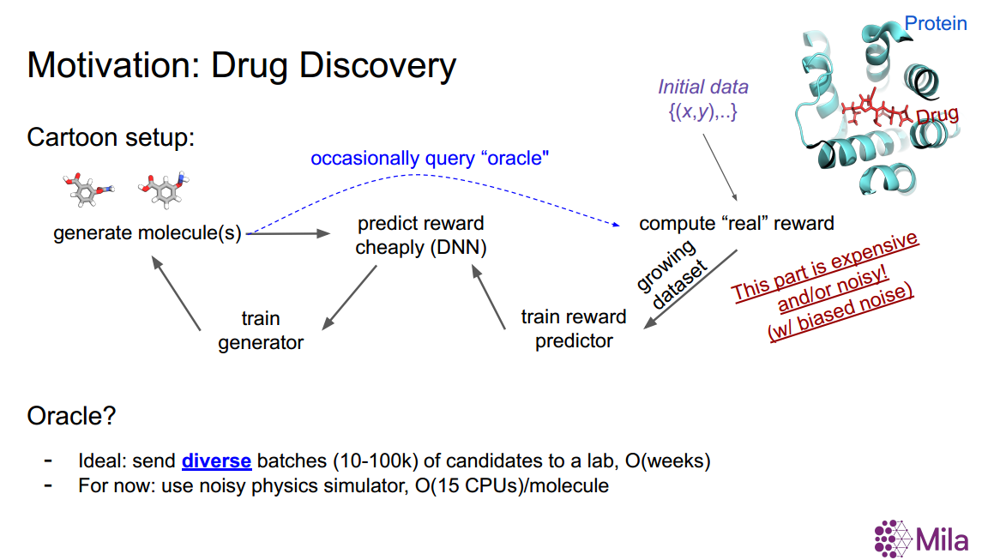 Motivation: Drug Discovery
Protein
Drug
Initial data
{(x,y),..}
Cartoon setup:
occasionally query “oracle"
generate molecule(s)
predict reward
cheaply (DNN)
compute “real” reward
growing
dataset
This part is expensive
and/or noisy!
(w/ biased noise)
train
generator
train reward
predictor
Oracle?
- Ideal: send diverse batches (10-100k) of candidates to a lab, O(weeks)
- For now: use noisy physics simulator, O(15 CPUs)/molecule
Mila